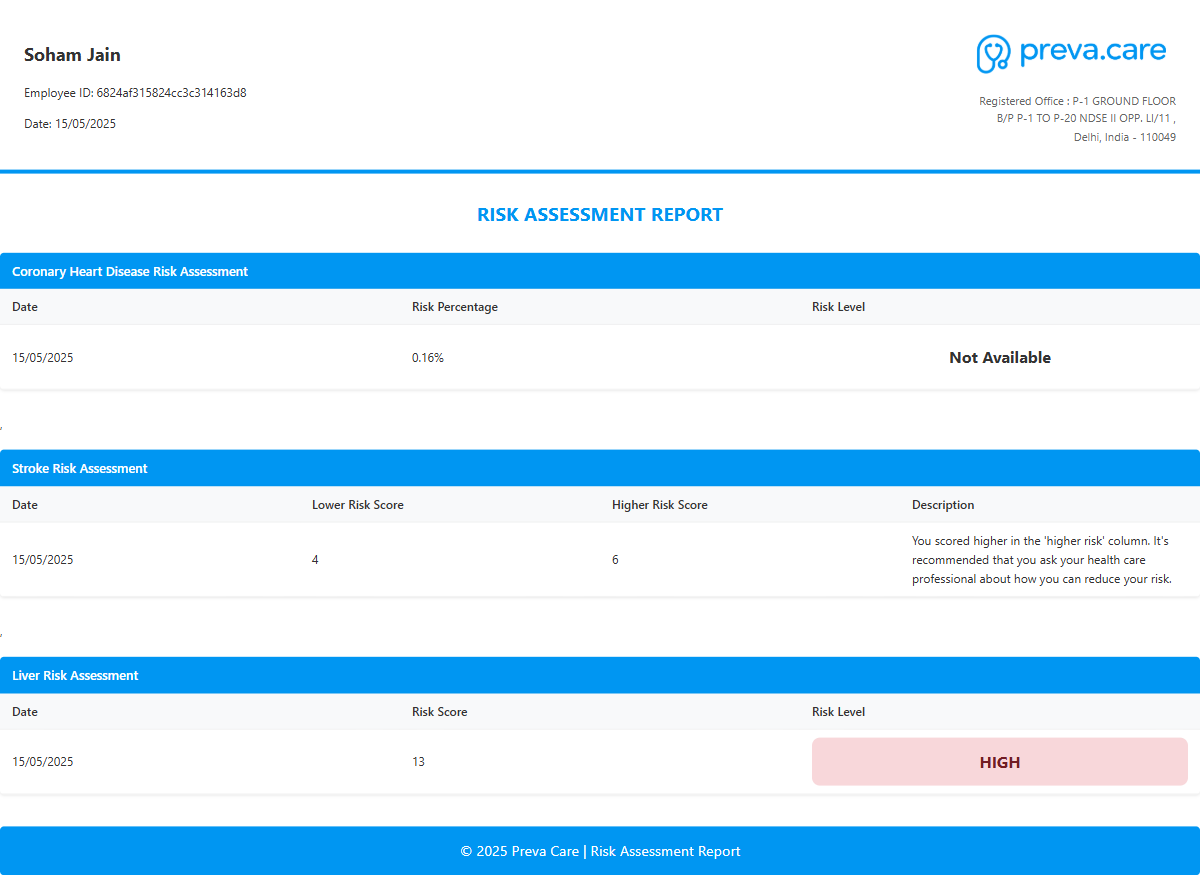 Soham Jain
Employee ID: 6824af315824cc3c314163d8
Date: 15/05/2025
preva.care
Registered Office : P-1 GROUND FLOOR
B/P P-1 TO P-20 NDSE II OPP. LI/11 ,
Delhi, India - 110049
RISK ASSESSMENT REPORT
Coronary Heart Disease Risk Assessment
Date Risk Percentage Risk Level
15/05/2025 0.16% Not Available
,
Stroke Risk Assessment
Date Lower Risk Score Higher Risk Score Description
15/05/2025 4 6 You scored higher in the 'higher risk' column. It's
recommended that you ask your health care
professional about how you can reduce your risk.
,
Liver Risk Assessment
Date Risk Score Risk Level
15/05/2025 13 HIGH
© 2025 Preva Care | Risk Assessment Report